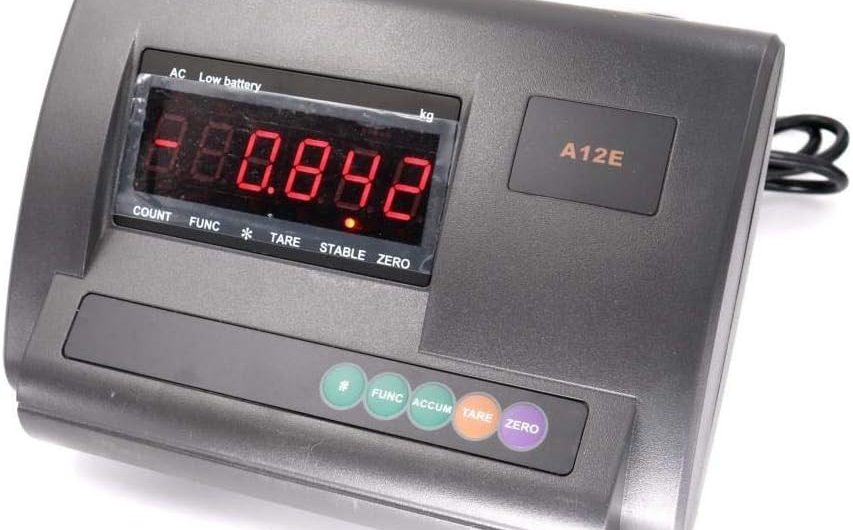 AC Low battery
kg
-0.842
COUNT FUNC * TARE STABLE ZERO
A12E
# FUNC ACCUM TARE ZERO